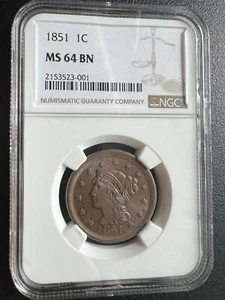 1851 1C
MS 64 BN
2153523-001
NUMISMATIC GUARANTY COMPANY
NGC